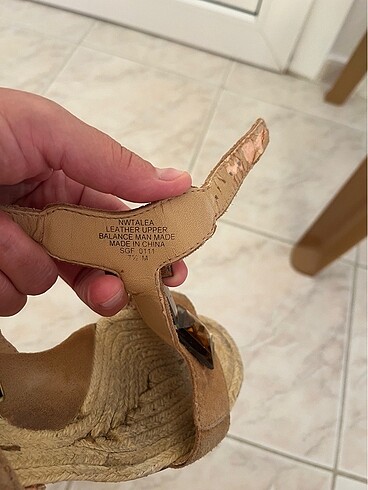 NWTALEA
LEATHER UPPER
BALANCE MAN MADE
MADE IN CHINA
SGF 0111
7½ M